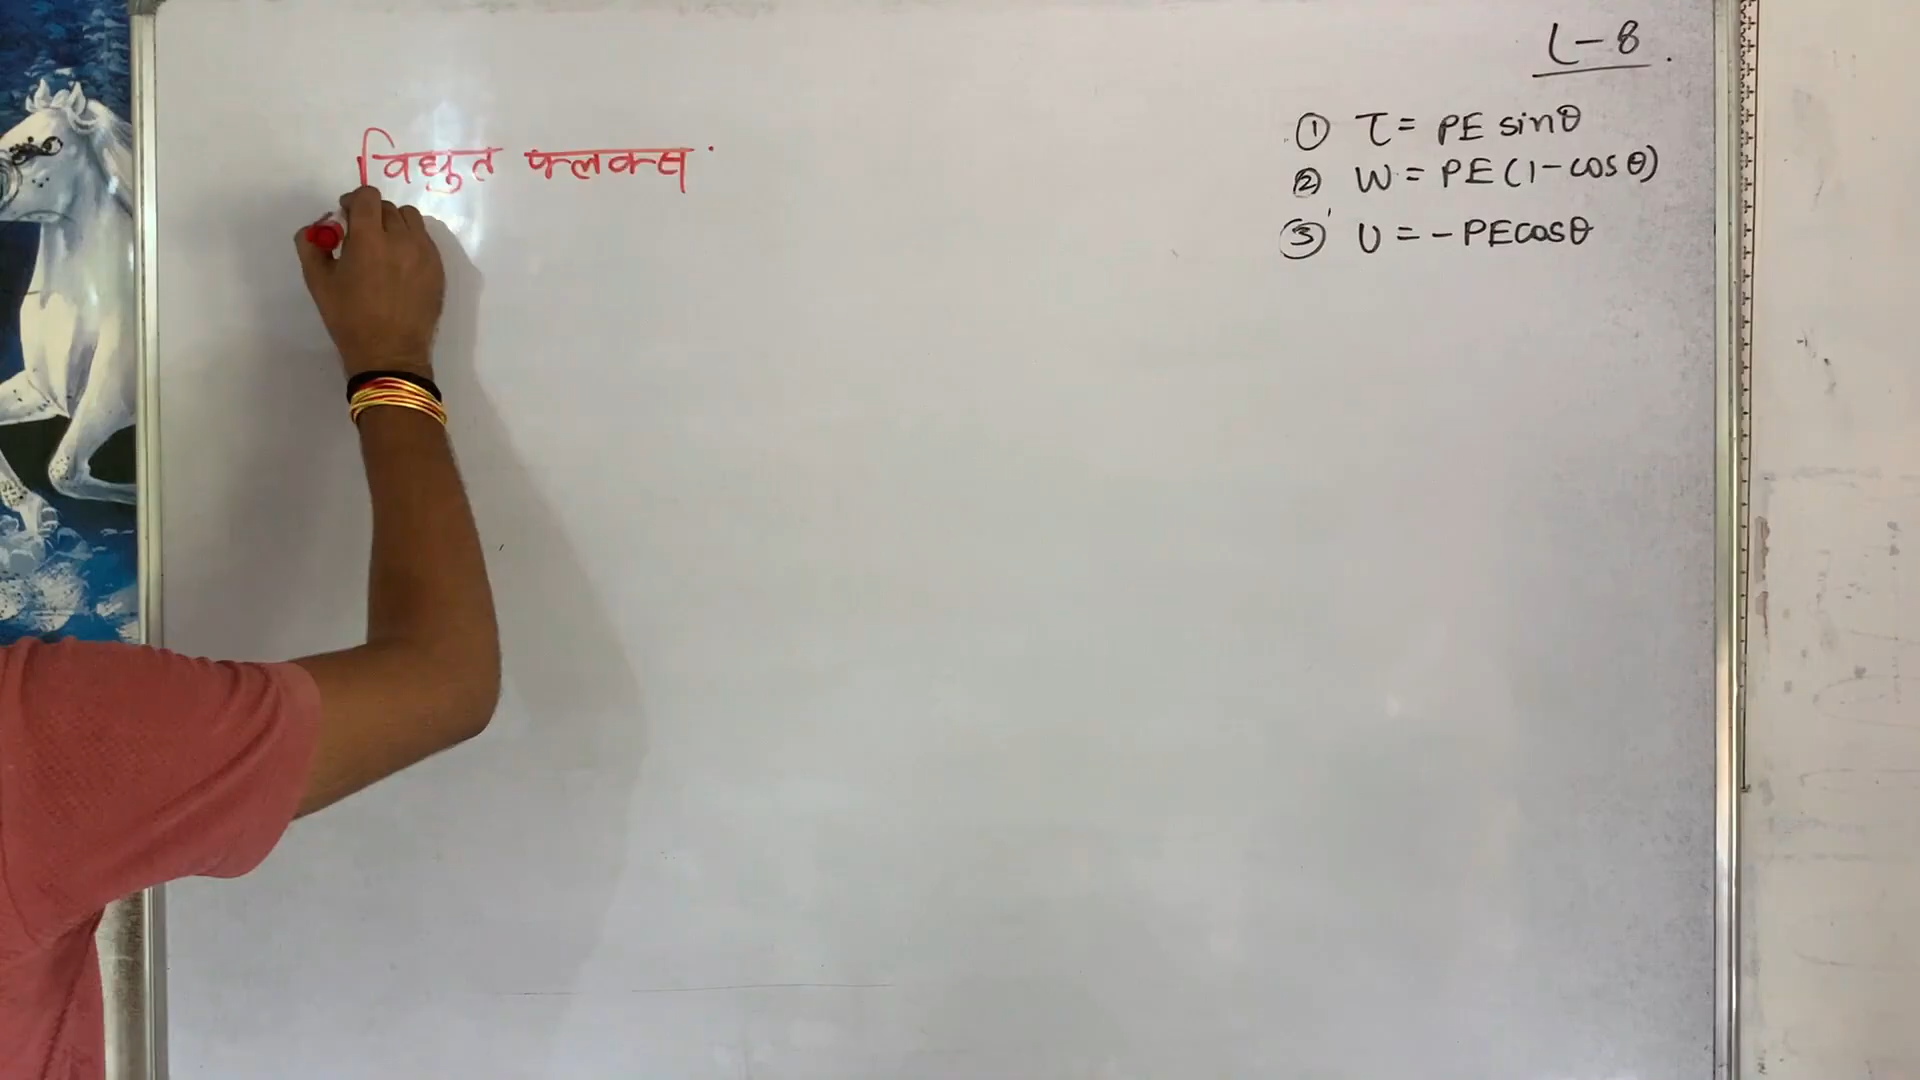 L-8.
विद्युत फ्लक्स
① τ = PE sinθ
② W = PE(1-cosθ)
③ U = -PEcosθ